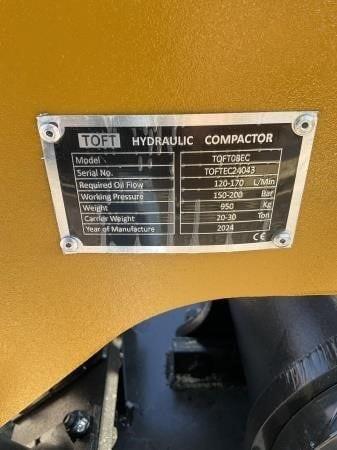 TOFT HYDRAULIC COMPACTOR
Model TOFT08EC
Serial No. TOFTEC24043
Required Oil Flow 120-170 L/Min
Working Pressure 150-200 Bar
Weight 950 Kg
Carrier Weight 20-30 Ton
Year of Manufacture 2024 CE